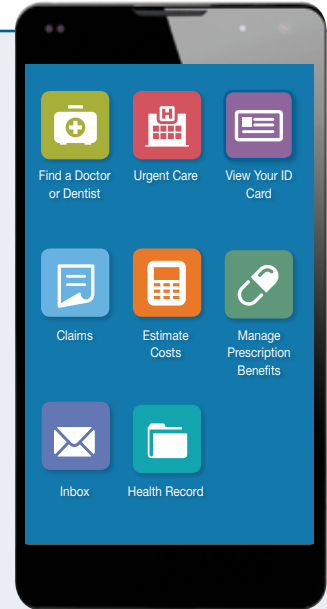 H
Find a Doctor
or Dentist
Urgent Care
View Your ID
Card
Claims
Estimate
Costs
Manage
Prescription
Benefits
Inbox
Health Record